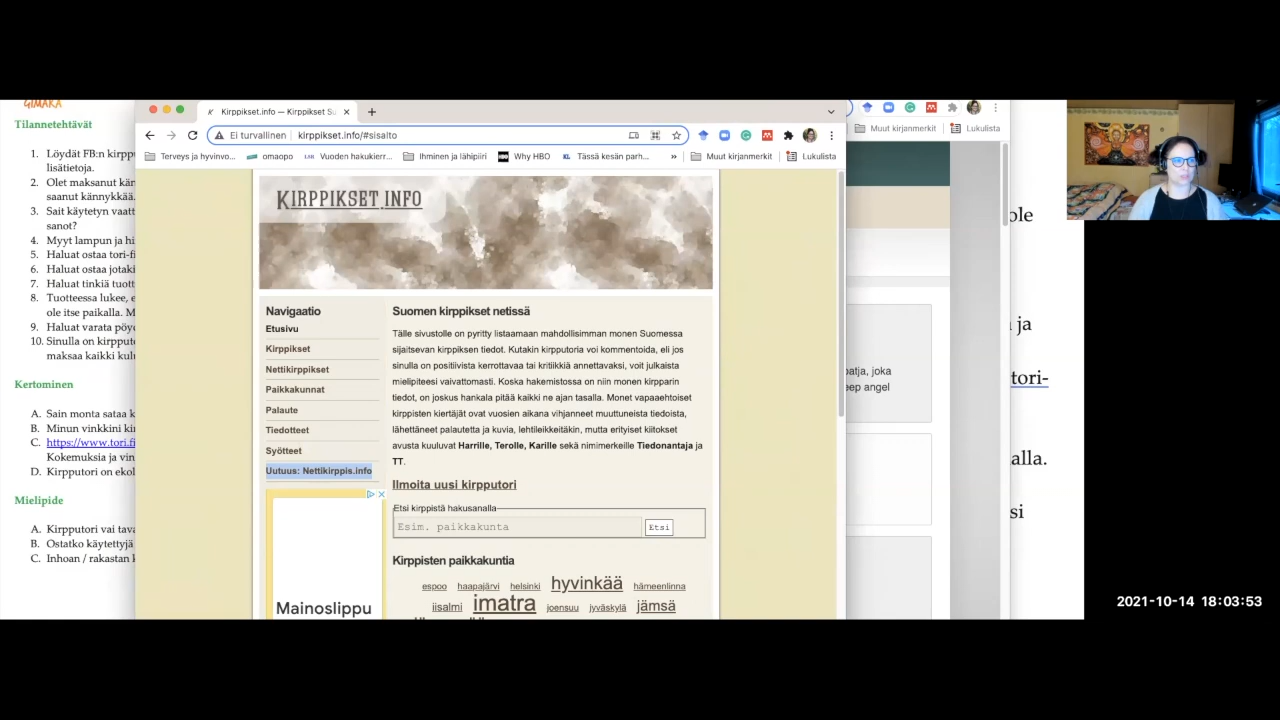 GIMARA
Tilannetehtävät
1. Löydät FB:n kirpp
lisätietoja.
2. Olet maksanut kän
saanut kännykkää.
3. Sait käytetyn vaatt
sanot?
4. Myyt lampun ja hi
5. Haluat ostaa tori-fi
6. Haluat ostaa jotaki
7. Haluat tinkiä tuott
8. Tuotteessa lukee, e
ole itse paikalla. M
9. Haluat varata pöyd
10. Sinulla on kirpputo
maksaa kaikki kulu
Kertominen
A. Sain monta sataa k
B. Minun vinkkini kir
C. https://www.tori.fi
Kokemuksia ja vin
D. Kirpputori on ekol
Mielipide
A. Kirpputori vai tava
B. Ostatko käytettyjä
C. Inhoan / rakastan k
Kirppikset.info — Kirppikset Su
Ei turvallinen kirppikset.info/#sisalto
Terveys ja hyvinvo... omaopo Vuoden hakukierr... Ihminen ja lähipiiri Why HBO Tässä kesän parh... » Muut kirjanmerkit Lukulista
Kirppikset.info
Navigaatio
Etusivu
Kirppikset
Nettikirppikset
Paikkakunnat
Palaute
Tiedotteet
Syötteet
Uutuus: Nettikirppis.info
Mainoslippu
Suomen kirppikset netissä
Tälle sivustolle on pyritty listaamaan mahdollisimman monen Suomessa
sijaitsevan kirppiksen tiedot. Kutakin kirpputoria voi kommentoida, eli jos
sinulla on positiivista kerrottavaa tai kritiikkiä annettavaksi, voit julkaista
mielipiteesi vaivattomasti. Koska hakemistossa on niin monen kirpparin
tiedot, on joskus hankala pitää kaikki ne ajan tasalla. Monet vapaaehtoiset
kirppisten kiertäjät ovat vuosien aikana vihjanneet muuttuneista tiedoista,
lähettäneet palautetta ja kuvia, lehtileikkeitäkin, mutta erityiset kiitokset
avusta kuuluvat Harrille, Terolle, Karille sekä nimimerkeille Tiedonantaja ja
TT.
Ilmoita uusi kirpputori
Etsi kirppistä hakusanalla
Esim. paikkakunta Etsi
Kirppisten paikkakuntia
espoo haapajärvi helsinki hyvinkää hämeenlinna
iisalmi imatra joensuu jyväskylä jämsä
Muut kirjanmerkit Lukulista
patja, joka
eep angel
ole
ja
tori-
alla.
si
2021-10-14 18:03:53